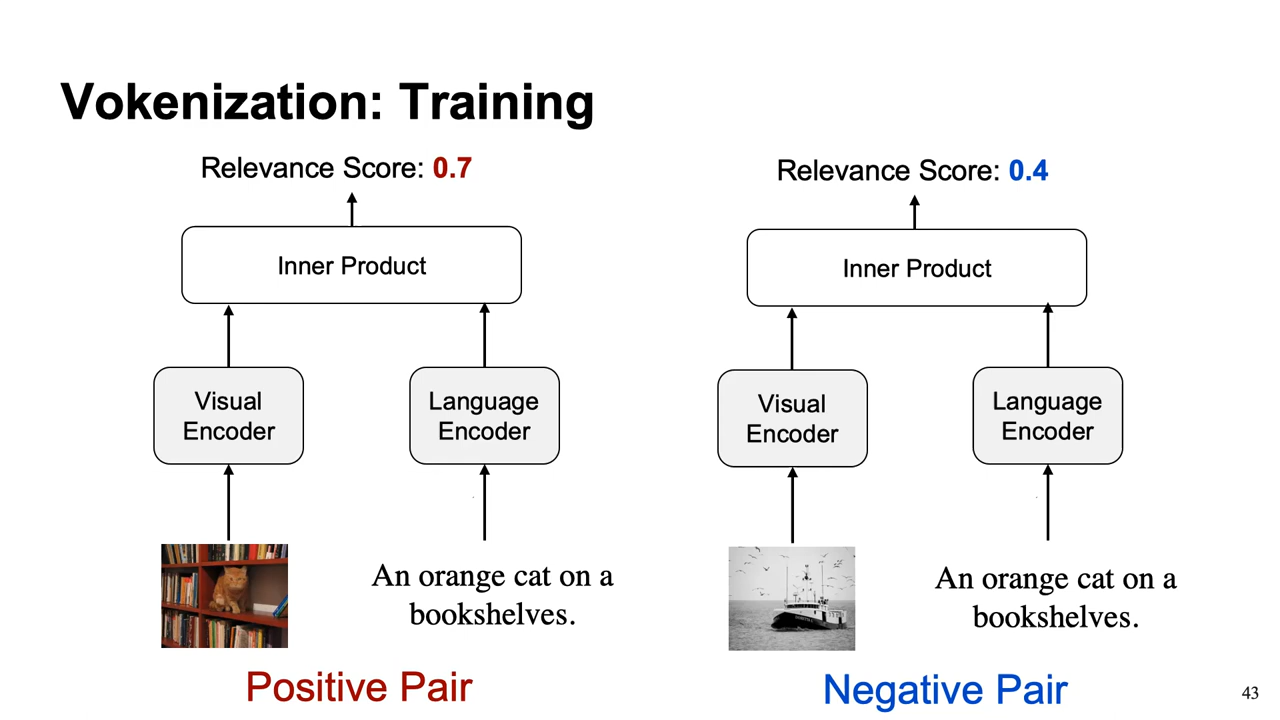 Vokenization: Training
Relevance Score: 0.7
Inner Product
Visual
Encoder
Language
Encoder
An orange cat on a
bookshelves.
Positive Pair
Relevance Score: 0.4
Inner Product
Visual
Encoder
Language
Encoder
An orange cat on a
bookshelves.
Negative Pair
43